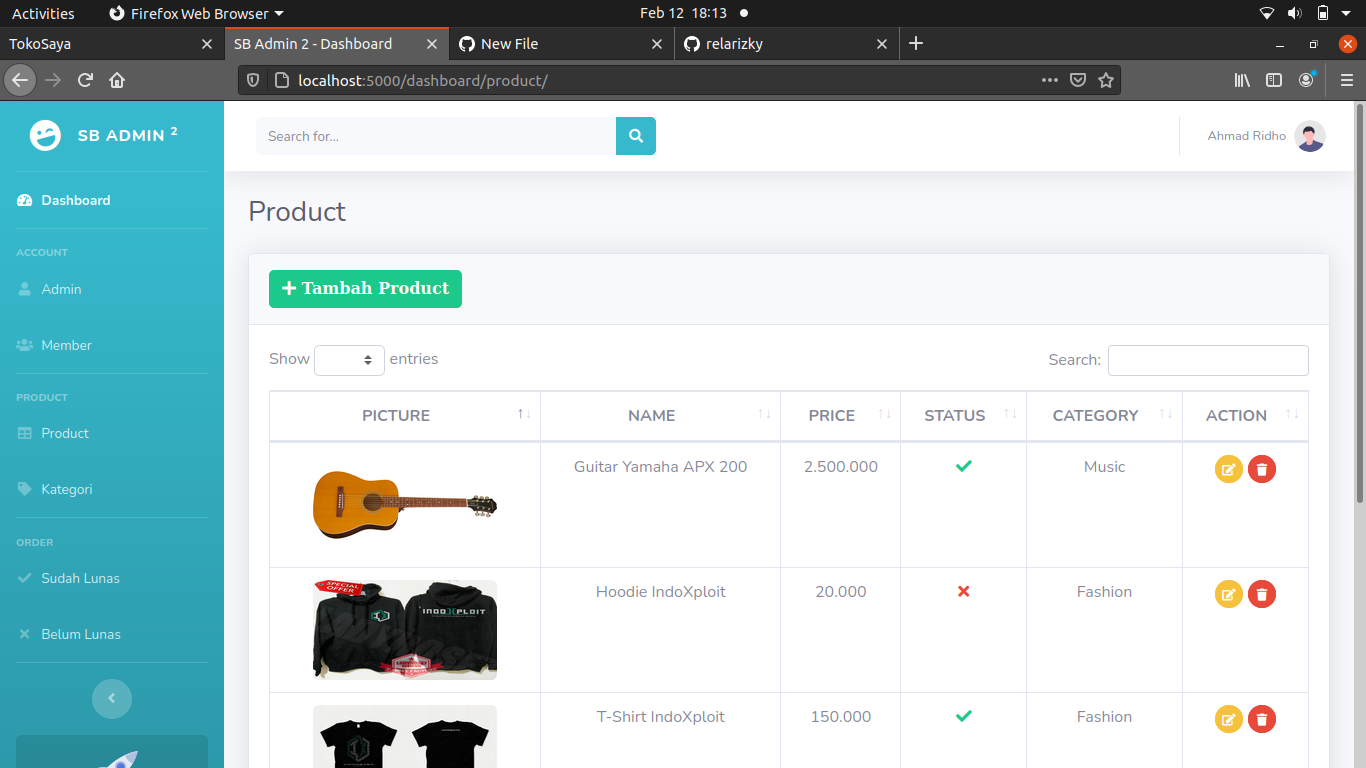 Activities Firefox Web Browser Feb 12 18:13
TokoSaya SB Admin 2 - Dashboard New File relarizky
localhost:5000/dashboard/product/
SB ADMIN 2
Search for...
Ahmad Ridho
Dashboard
ACCOUNT
Admin
Member
PRODUCT
Product
Kategori
ORDER
Sudah Lunas
Belum Lunas
Product
Tambah Product
Show entries
Search:
PICTURE NAME PRICE STATUS CATEGORY ACTION
Guitar Yamaha APX 200 2.500.000 Music
SPECIAL
OFFER
INDOXPLOIT
Hoodie IndoXploit 20.000 Fashion
T-Shirt IndoXploit 150.000 Fashion